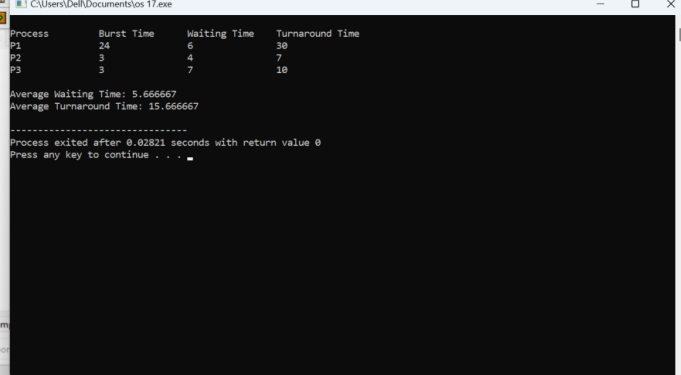 C:\Users\Dell\Documents\os 17.exe
Process Burst Time Waiting Time Turnaround Time
P1 24 6 30
P2 3 4 7
P3 3 7 10
Average Waiting Time: 5.666667
Average Turnaround Time: 15.666667
--------------------------------
Process exited after 0.02821 seconds with return value 0
Press any key to continue . . .